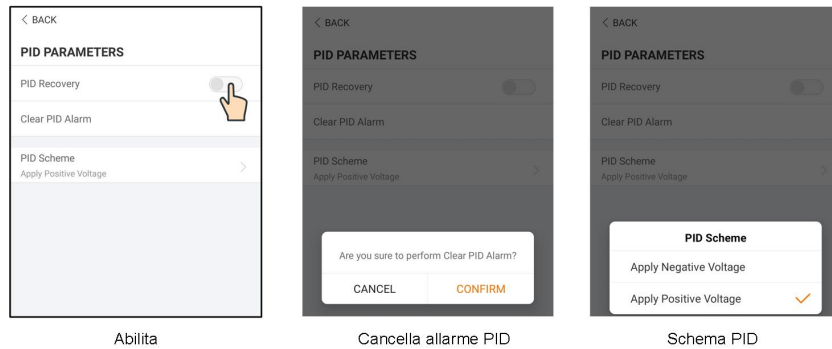 < BACK
PID PARAMETERS
PID Recovery
Clear PID Alarm
PID Scheme
Apply Positive Voltage
Abilita
< BACK
PID PARAMETERS
PID Recovery
Clear PID Alarm
PID Scheme
Apply Positive Voltage
Are you sure to perform Clear PID Alarm?
CANCEL CONFIRM
Cancella allarme PID
< BACK
PID PARAMETERS
PID Recovery
Clear PID Alarm
PID Scheme
Apply Positive Voltage
PID Scheme
Apply Negative Voltage
Apply Positive Voltage
Schema PID